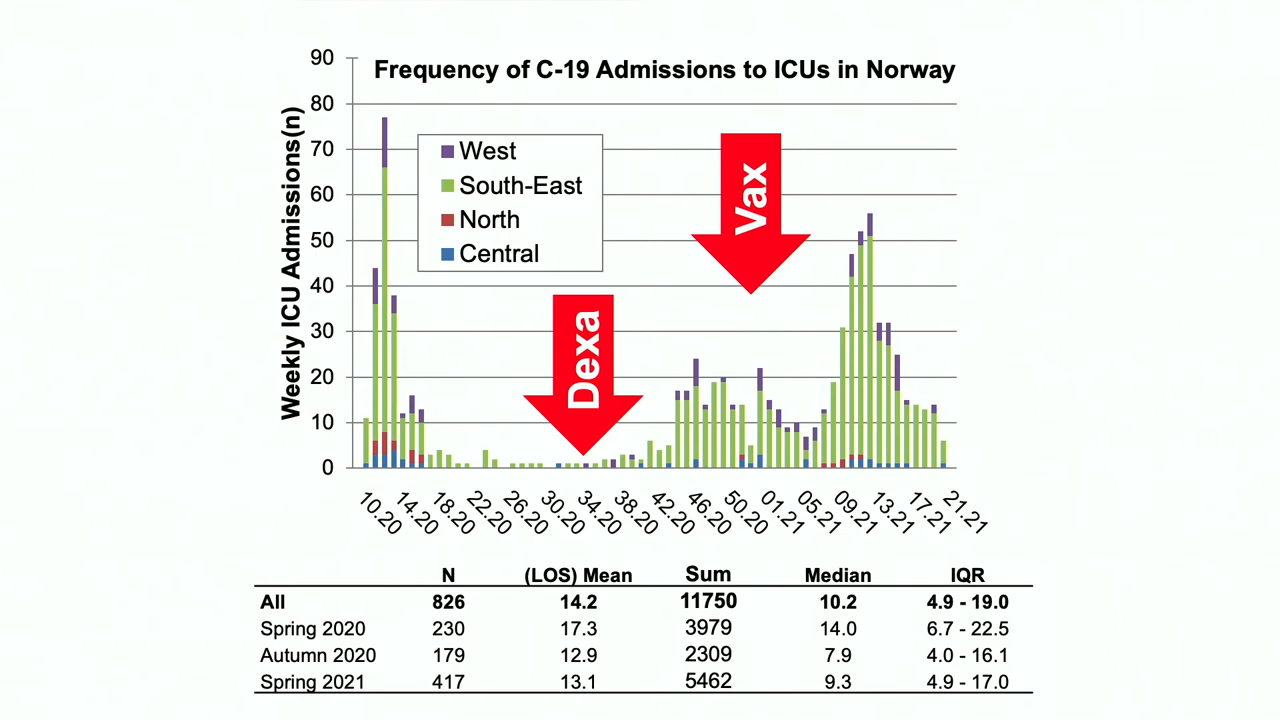 Frequency of C-19 Admissions to ICUs in Norway
Weekly ICU Admissions(n)
90
80
70
60
50
40
30
20
10
0
West
South-East
North
Central
Dexa
Vax
10.20 14.20 18.20 22.20 26.20 30.20 34.20 38.20 42.20 46.20 50.20 01.21 05.21 09.21 13.21 17.21 21.21
N (LOS) Mean Sum Median IQR
All 826 14.2 11750 10.2 4.9 - 19.0
Spring 2020 230 17.3 3979 14.0 6.7 - 22.5
Autumn 2020 179 12.9 2309 7.9 4.0 - 16.1
Spring 2021 417 13.1 5462 9.3 4.9 - 17.0